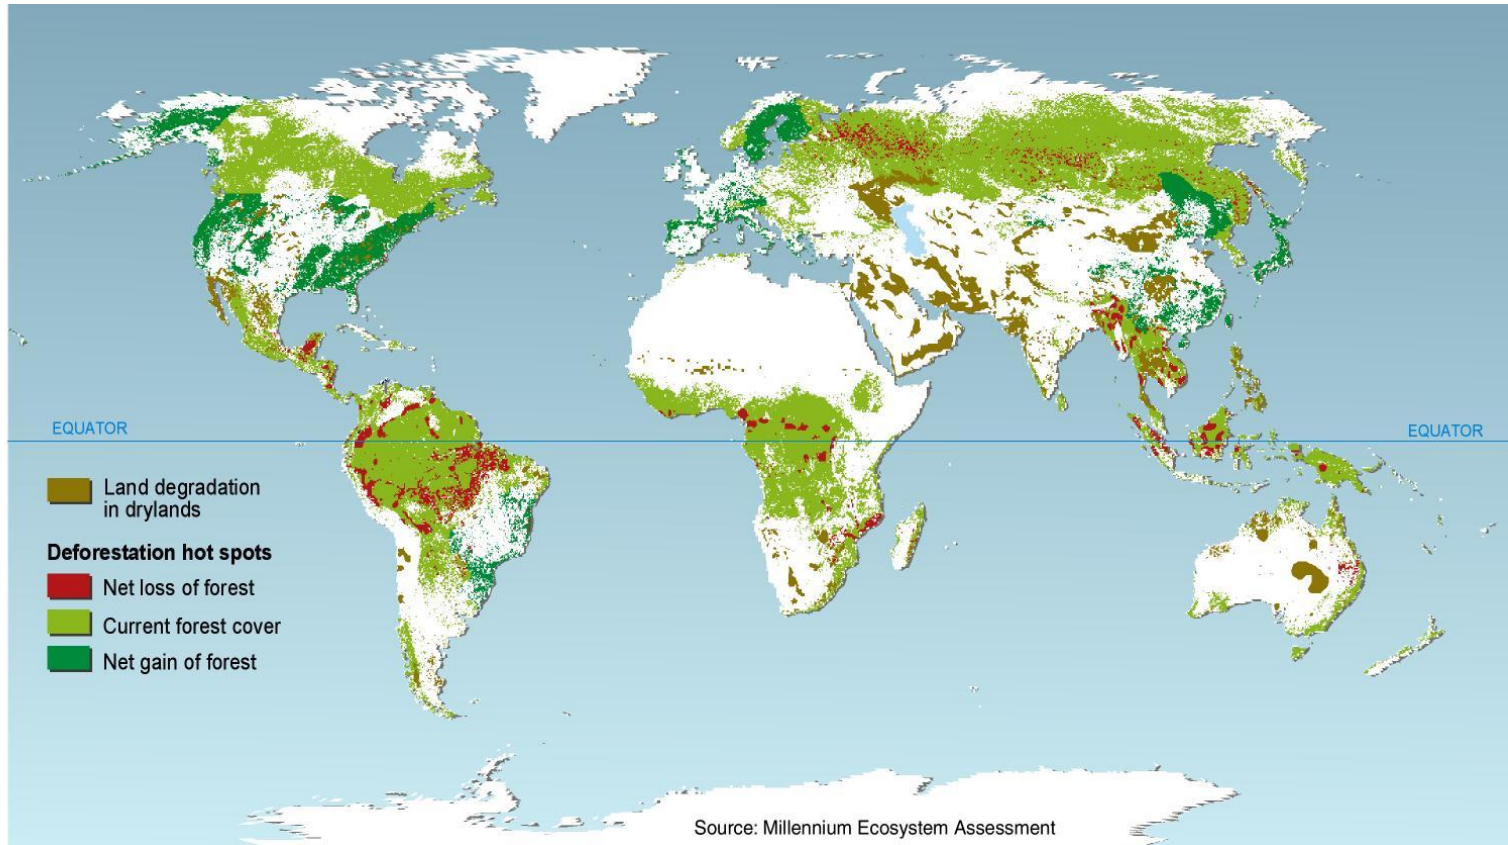 EQUATOR
EQUATOR
Land degradation
in drylands
Deforestation hot spots
Net loss of forest
Current forest cover
Net gain of forest
Source: Millennium Ecosystem Assessment